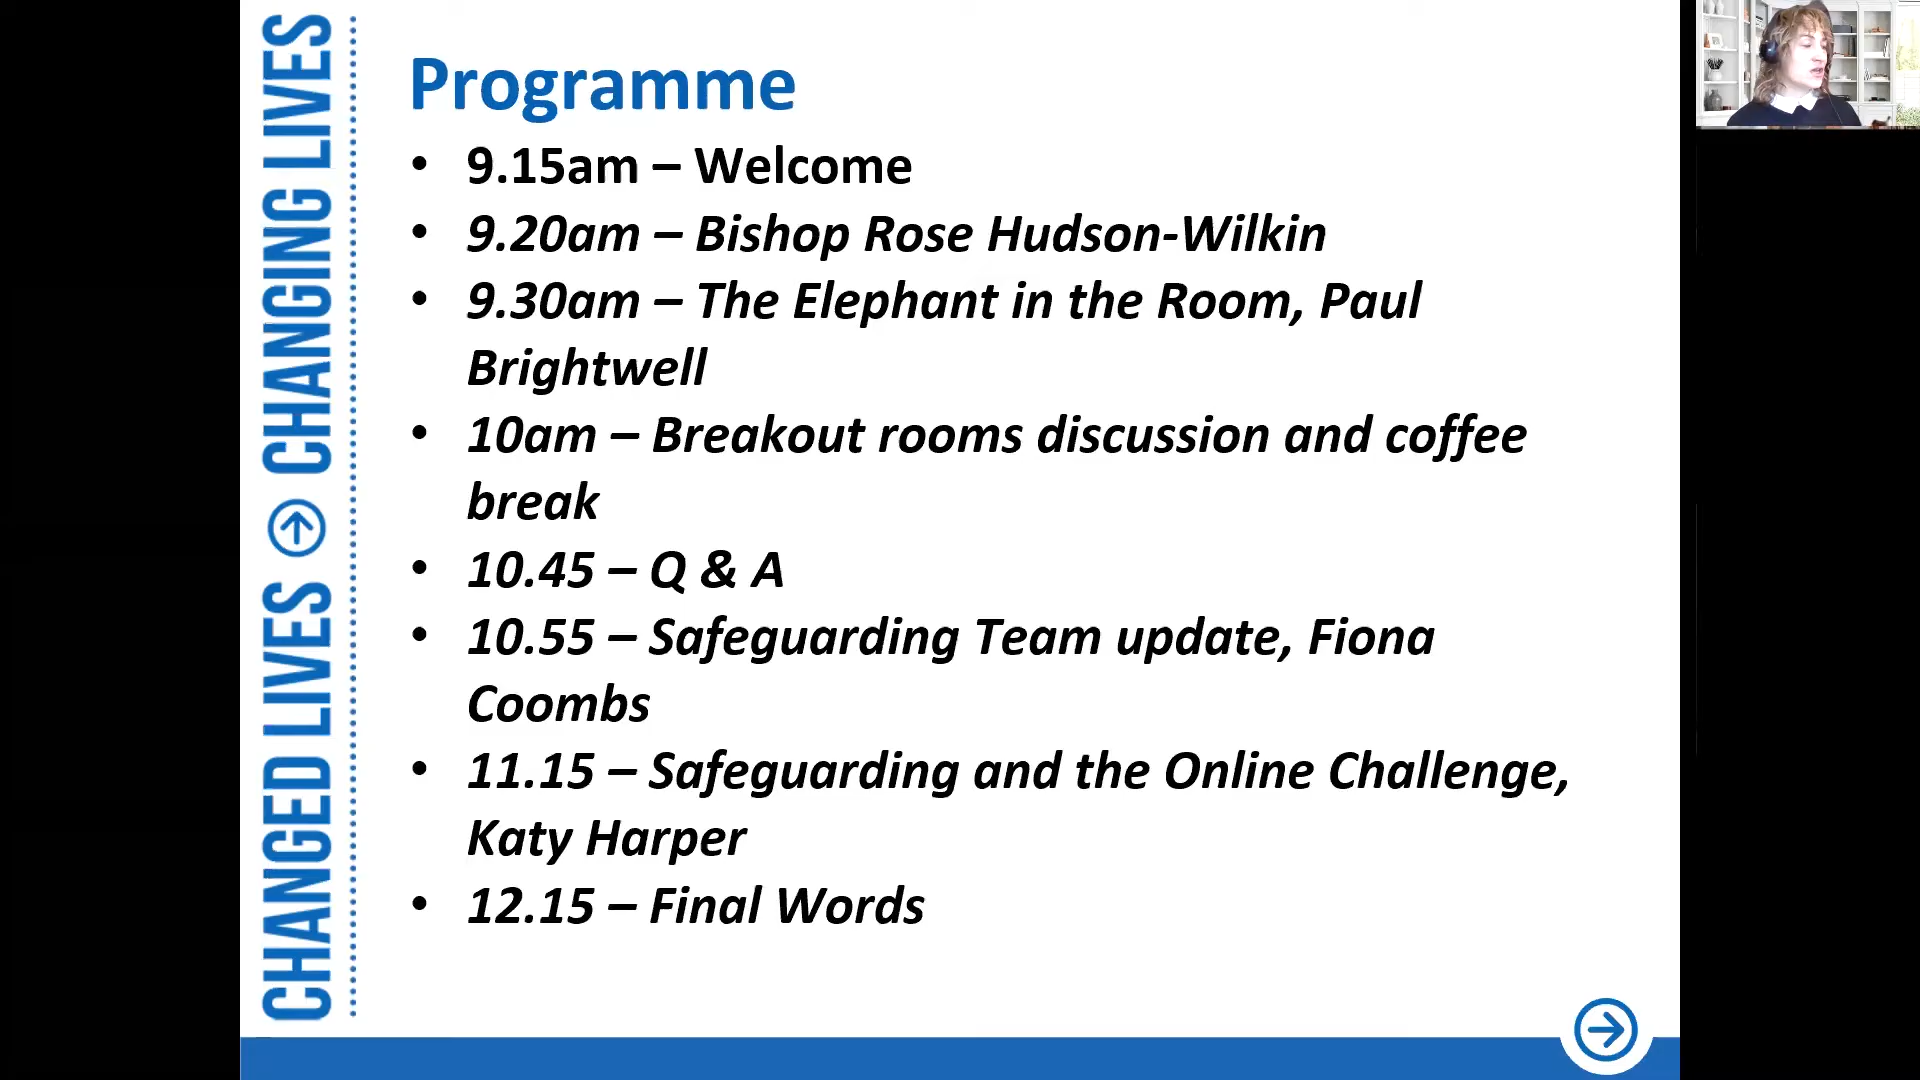 CHANGED LIVES CHANGING LIVES
Programme
• 9.15am – Welcome
• 9.20am – Bishop Rose Hudson-Wilkin
• 9.30am – The Elephant in the Room, Paul
Brightwell
• 10am – Breakout rooms discussion and coffee
break
• 10.45 – Q & A
• 10.55 – Safeguarding Team update, Fiona
Coombs
• 11.15 – Safeguarding and the Online Challenge,
Katy Harper
• 12.15 – Final Words